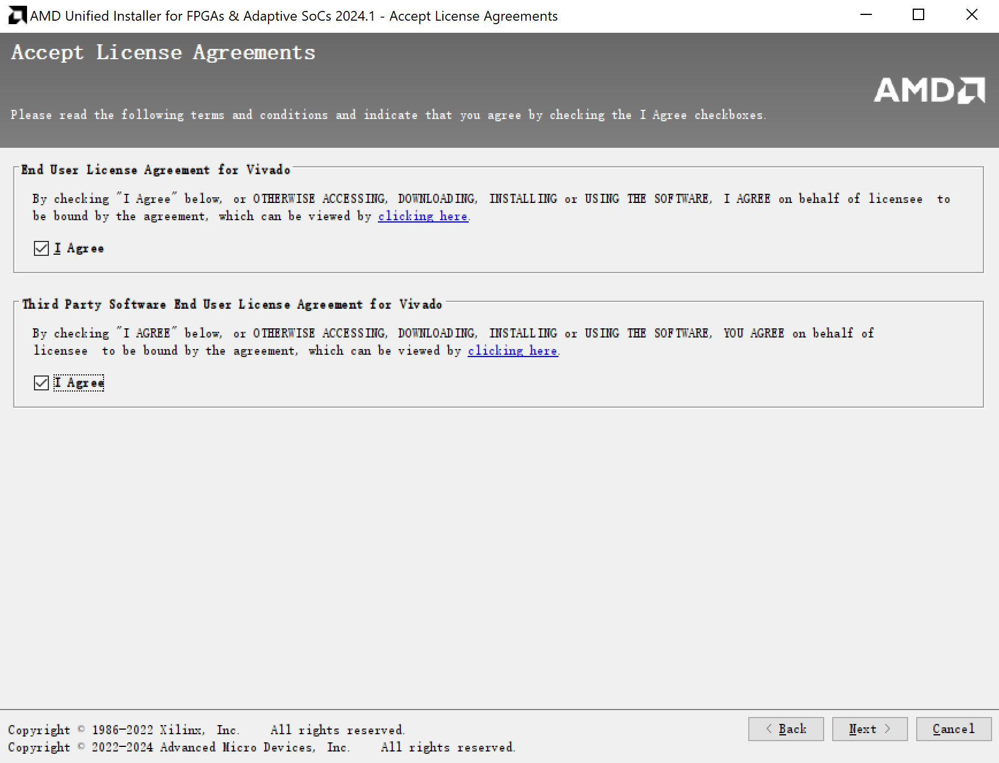 AMD Unified Installer for FPGAs & Adaptive SoCs 2024.1 - Accept License Agreements
Accept License Agreements
AMD
Please read the following terms and conditions and indicate that you agree by checking the I Agree checkboxes.
End User License Agreement for Vivado
By checking "I Agree" below, or OTHERWISE ACCESSING, DOWNLOADING, INSTALLING or USING THE SOFTWARE, I AGREE on behalf of licensee to
be bound by the agreement, which can be viewed by clicking here.
I Agree
Third Party Software End User License Agreement for Vivado
By checking "I AGREE" below, or OTHERWISE ACCESSING, DOWNLOADING, INSTALLING or USING THE SOFTWARE, YOU AGREE on behalf of
licensee to be bound by the agreement, which can be viewed by clicking here.
I Agree
Copyright © 1986-2022 Xilinx, Inc. All rights reserved.
Copyright © 2022-2024 Advanced Micro Devices, Inc. All rights reserved.
< Back
Next >
Cancel